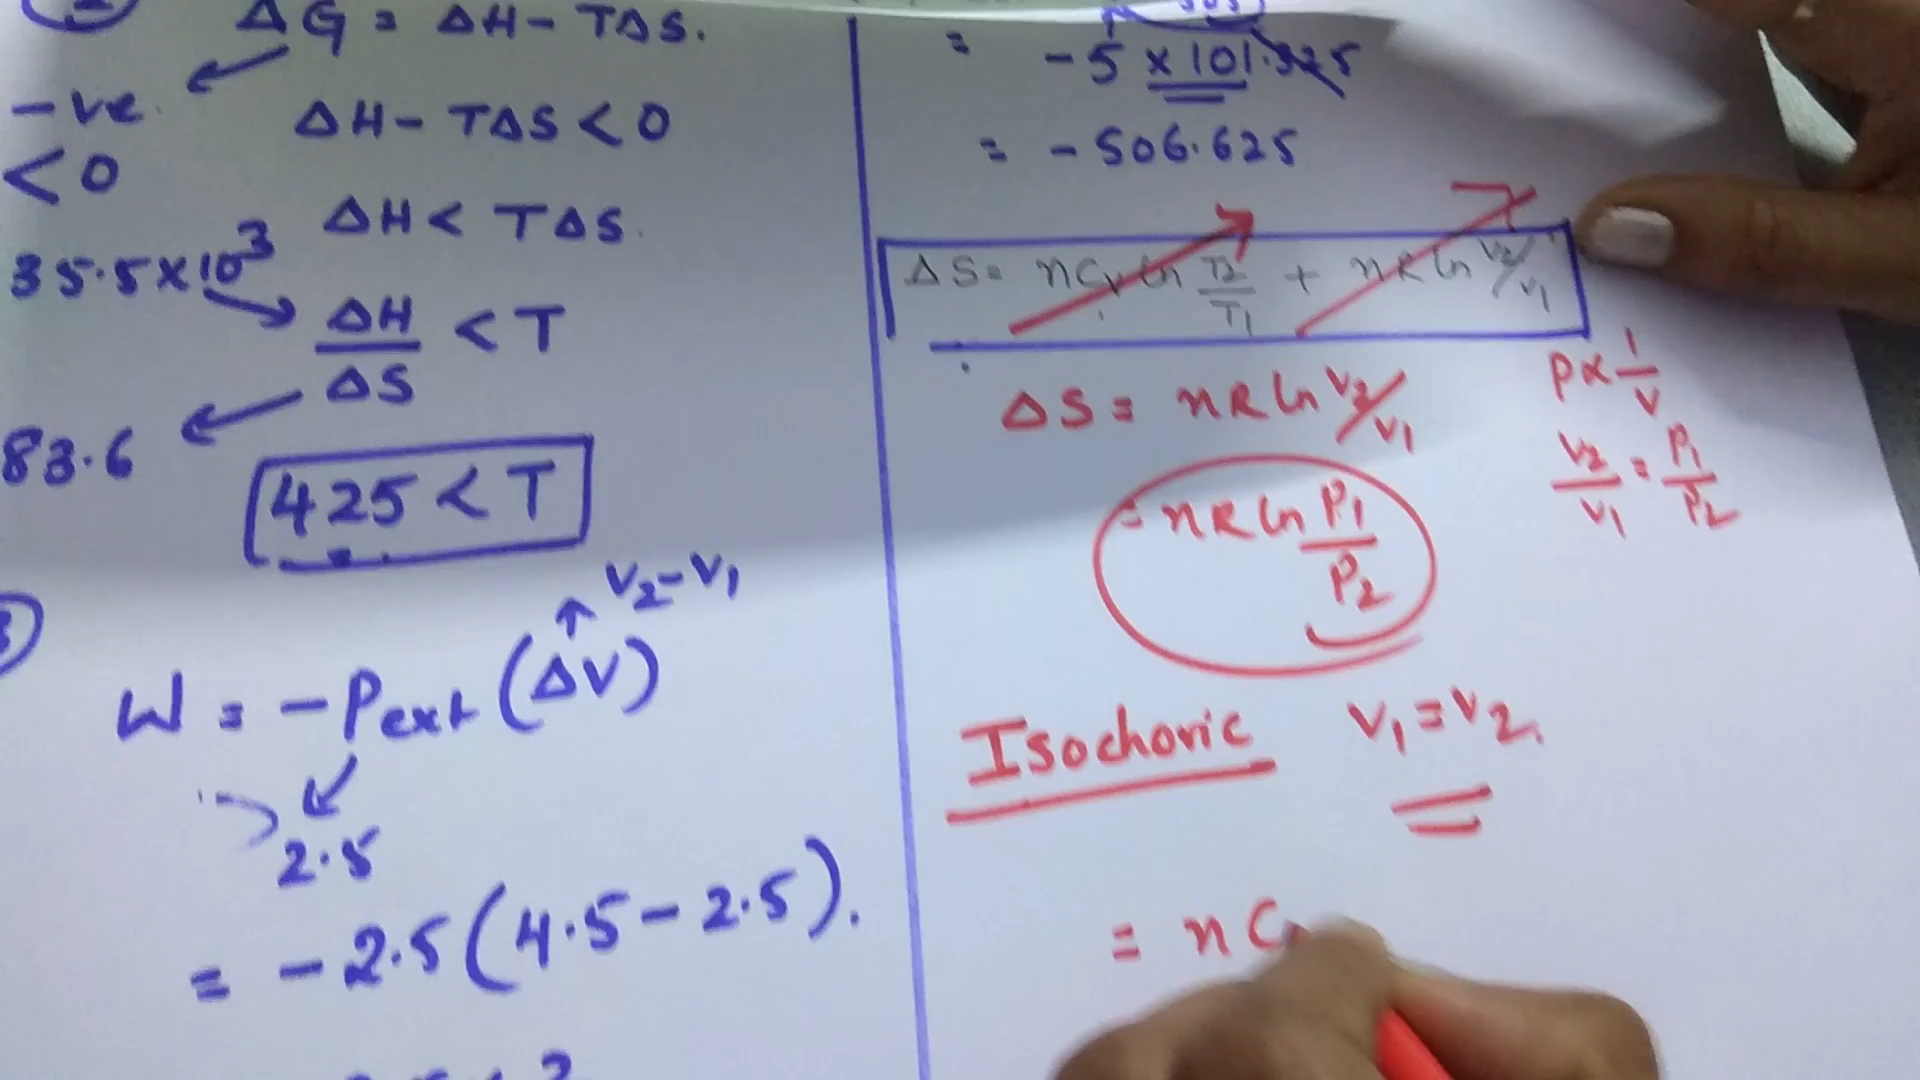 ΔG = ΔH - TΔS.
-ve.
<0
ΔH - TΔS < 0
ΔH < TΔS.
35.5 × 10³
ΔH/ΔS < T
83.6
425 < T
V₂ - V₁
W = - Pext (ΔV)
2.5
= - 2.5 (4.5 - 2.5).
= - 5 × 101.325
= - 506.625
ΔS = nCv ln T₂/T₁ + nR ln V₂/V₁
ΔS = nR ln V₂/V₁
P ∝ 1/V
V₂/V₁ = P₁/P₂
= nR ln P₁/P₂
Isochoric V₁ = V₂.
= n C